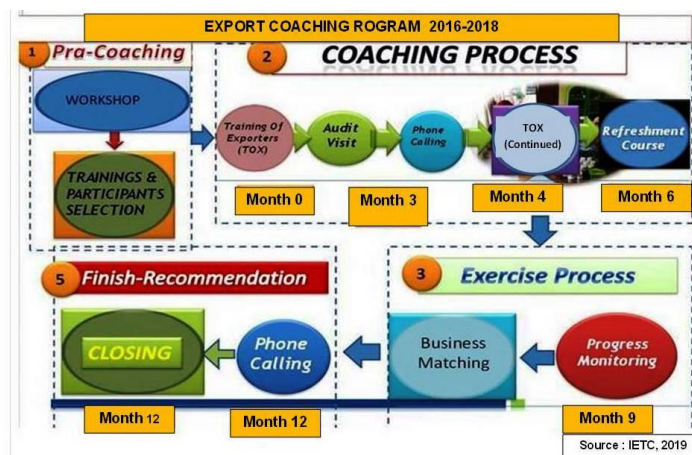 EXPORT COACHING ROGRAM 2016-2018
1 Pra-Coaching
WORKSHOP
TRAININGS &
PARTICIPANTS
SELECTION
2 COACHING PROCESS
Training Of
Exporters
(TOX)
Audit
Visit
Phone
Calling
TOX
(Continued)
Refreshment
Course
Month 0
Month 3
Month 4
Month 6
5 Finish-Recommendation
CLOSING
Phone
Calling
Month 12
Month 12
3 Exercise Process
Business
Matching
Progress
Monitoring
Month 9
Source : IETC, 2019